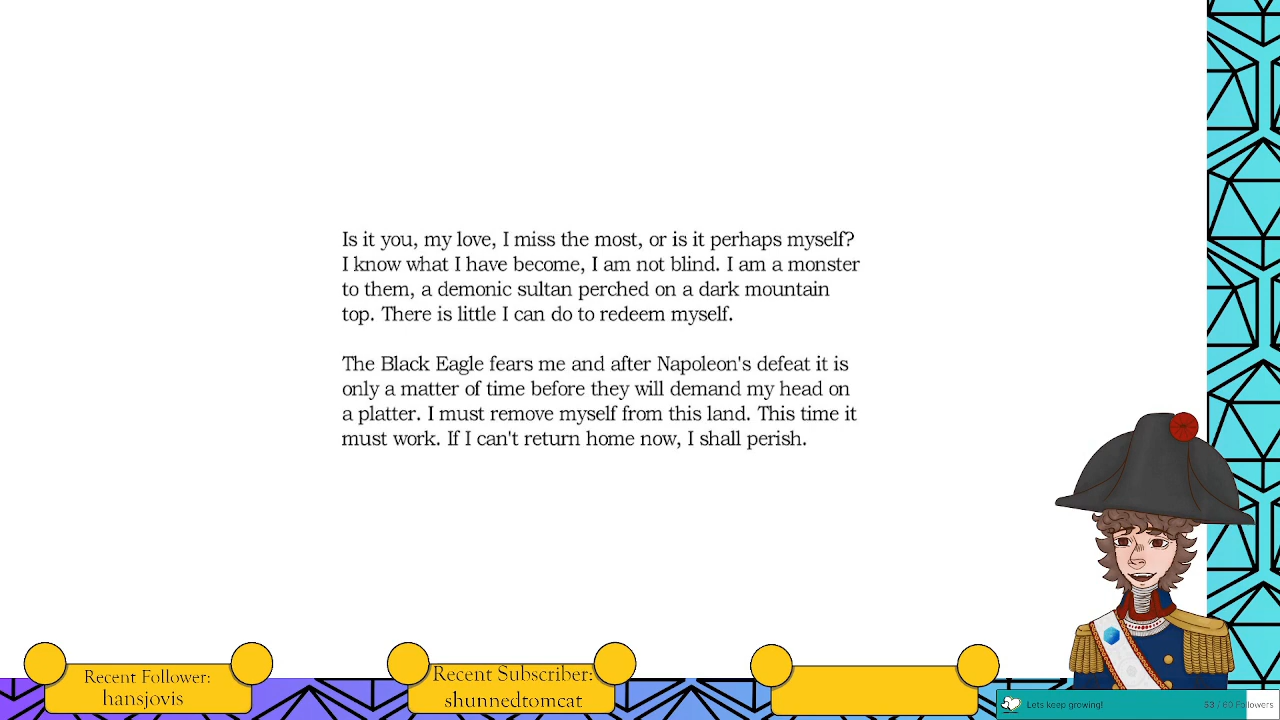 Is it you, my love, I miss the most, or is it perhaps myself?
I know what I have become, I am not blind. I am a monster
to them, a demonic sultan perched on a dark mountain
top. There is little I can do to redeem myself.
The Black Eagle fears me and after Napoleon's defeat it is
only a matter of time before they will demand my head on
a platter. I must remove myself from this land. This time it
must work. If I can't return home now, I shall perish.
Recent Follower:
hansjovis
Recent Subscriber:
shunnedtomcat
Lets keep growing!
53 / 60 Followers